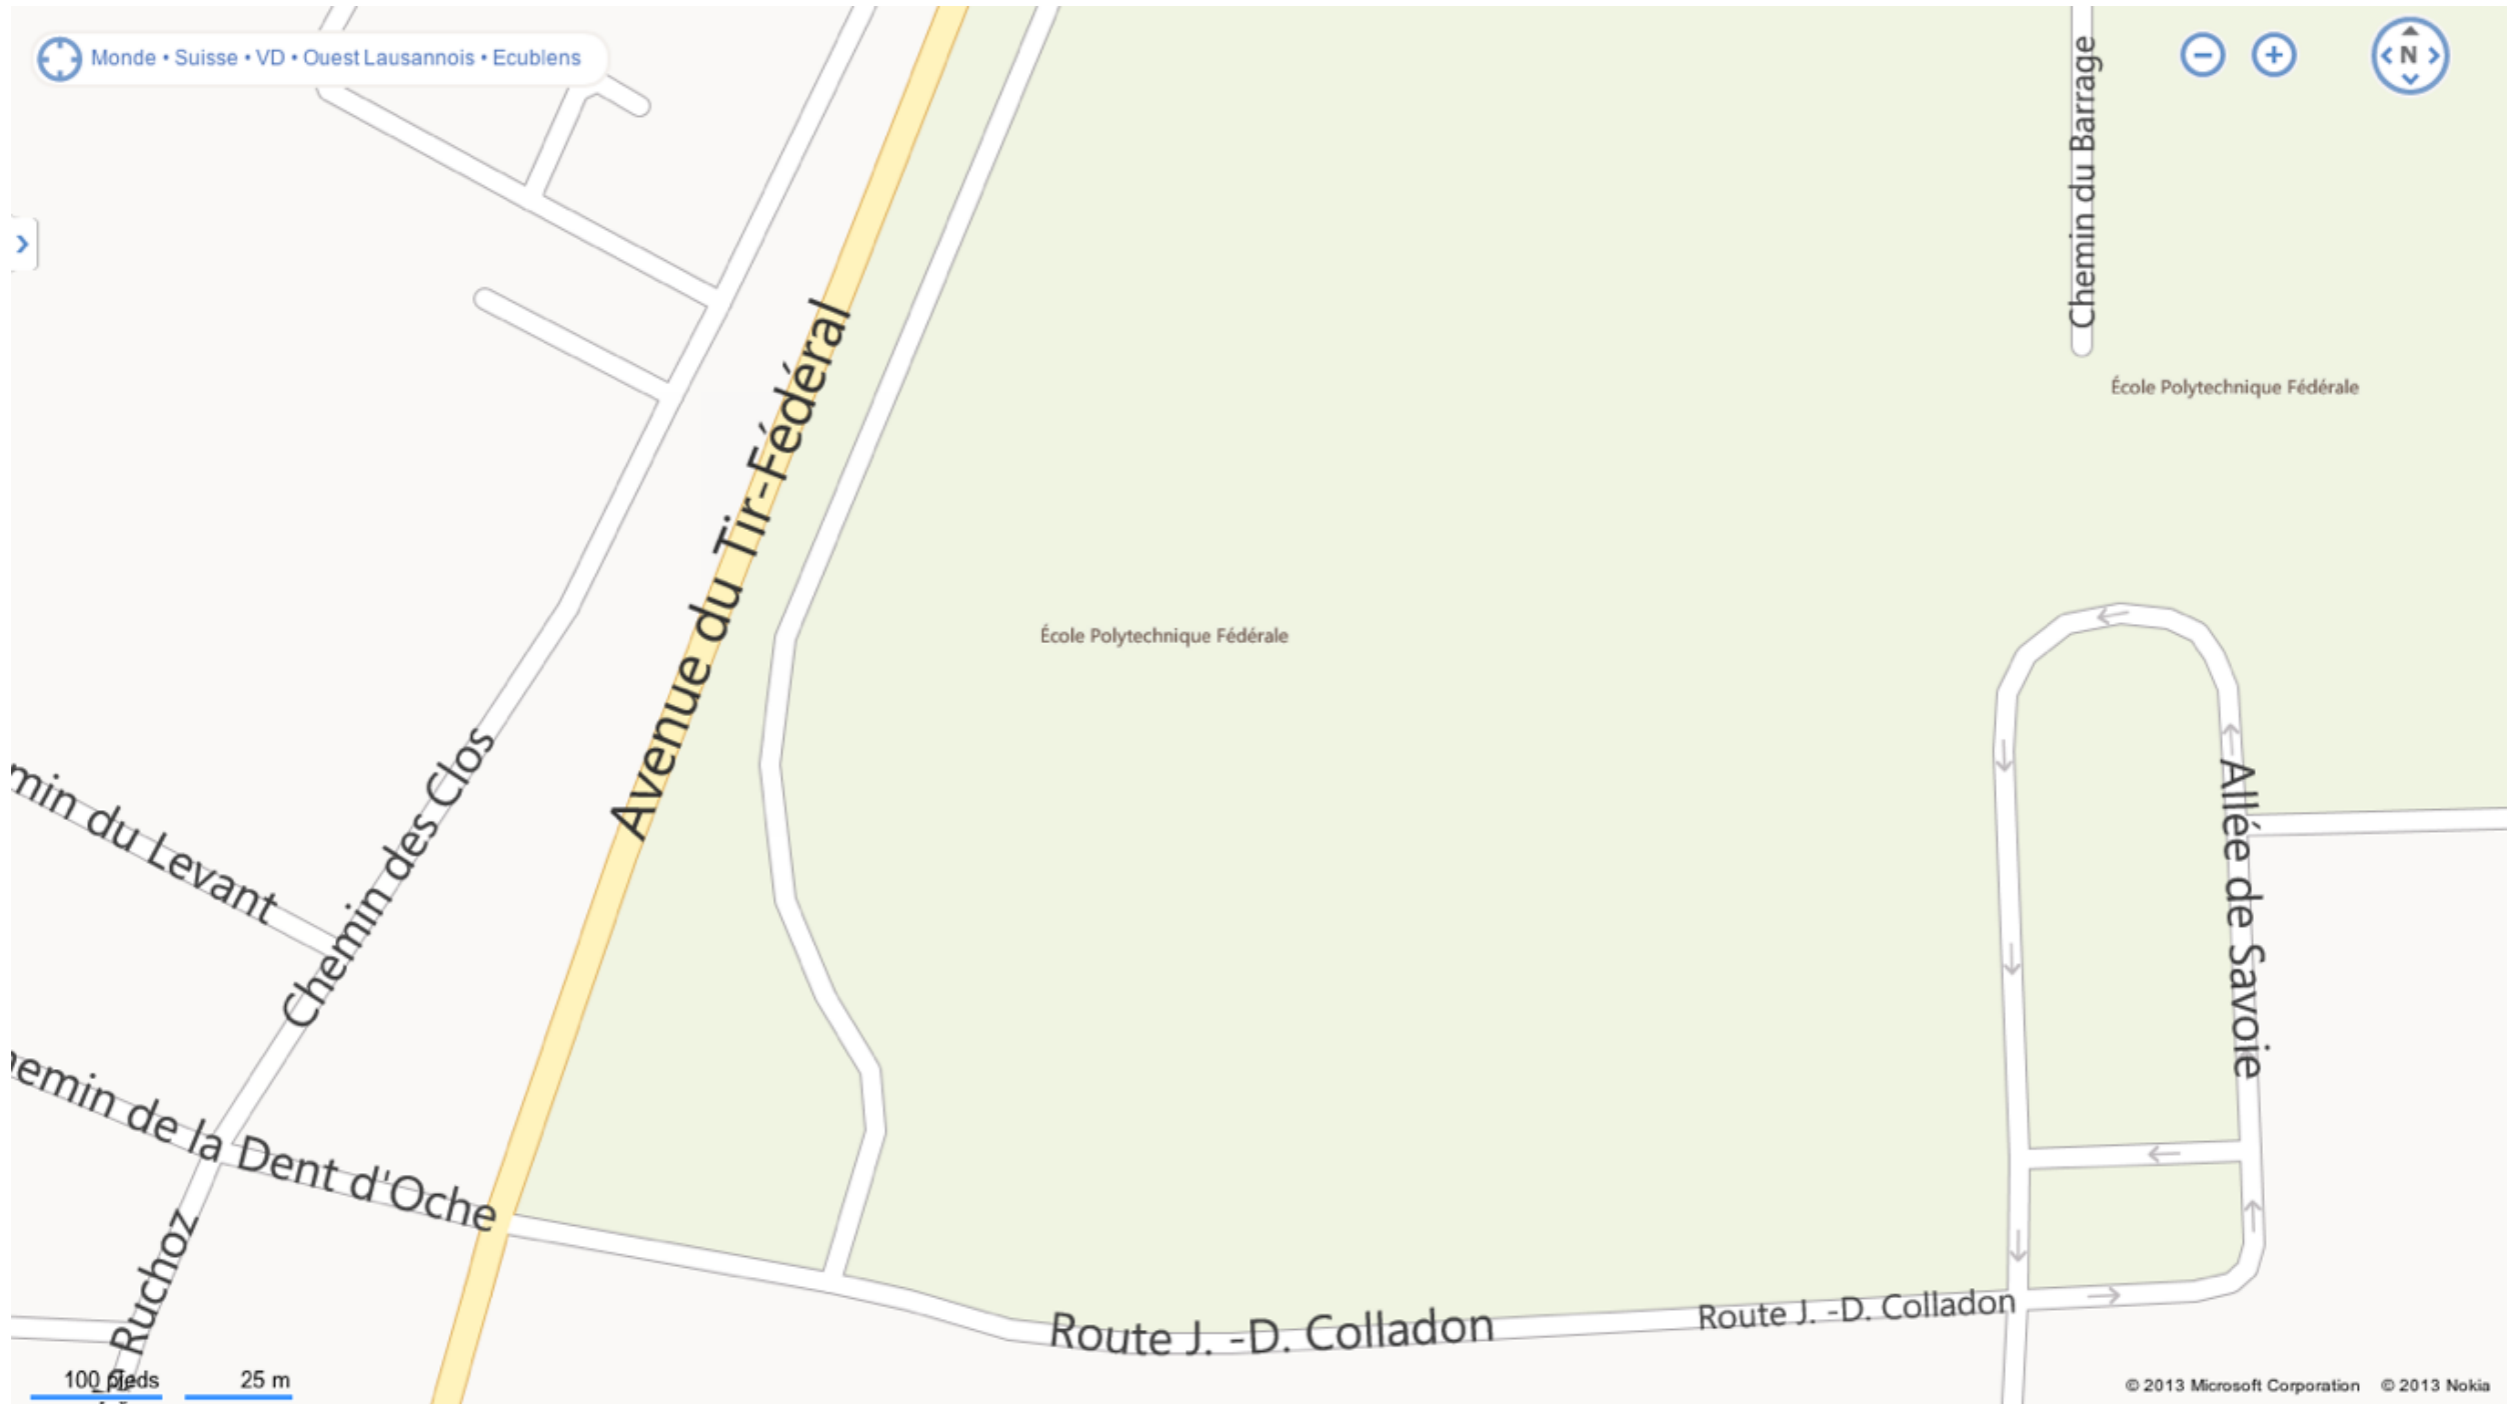 Monde • Suisse • VD • Ouest Lausannois • Ecublens
N
Chemin du Barrage
Avenue du Tir-Fédéral
École Polytechnique Fédérale
École Polytechnique Fédérale
Chemin des Clos
min du Levant
Allée de Savoie
emin de la Dent d'Oche
Ruchoz
Route J. -D. Colladon
Route J. -D. Colladon
100 pieds
25 m
© 2013 Microsoft Corporation © 2013 Nokia